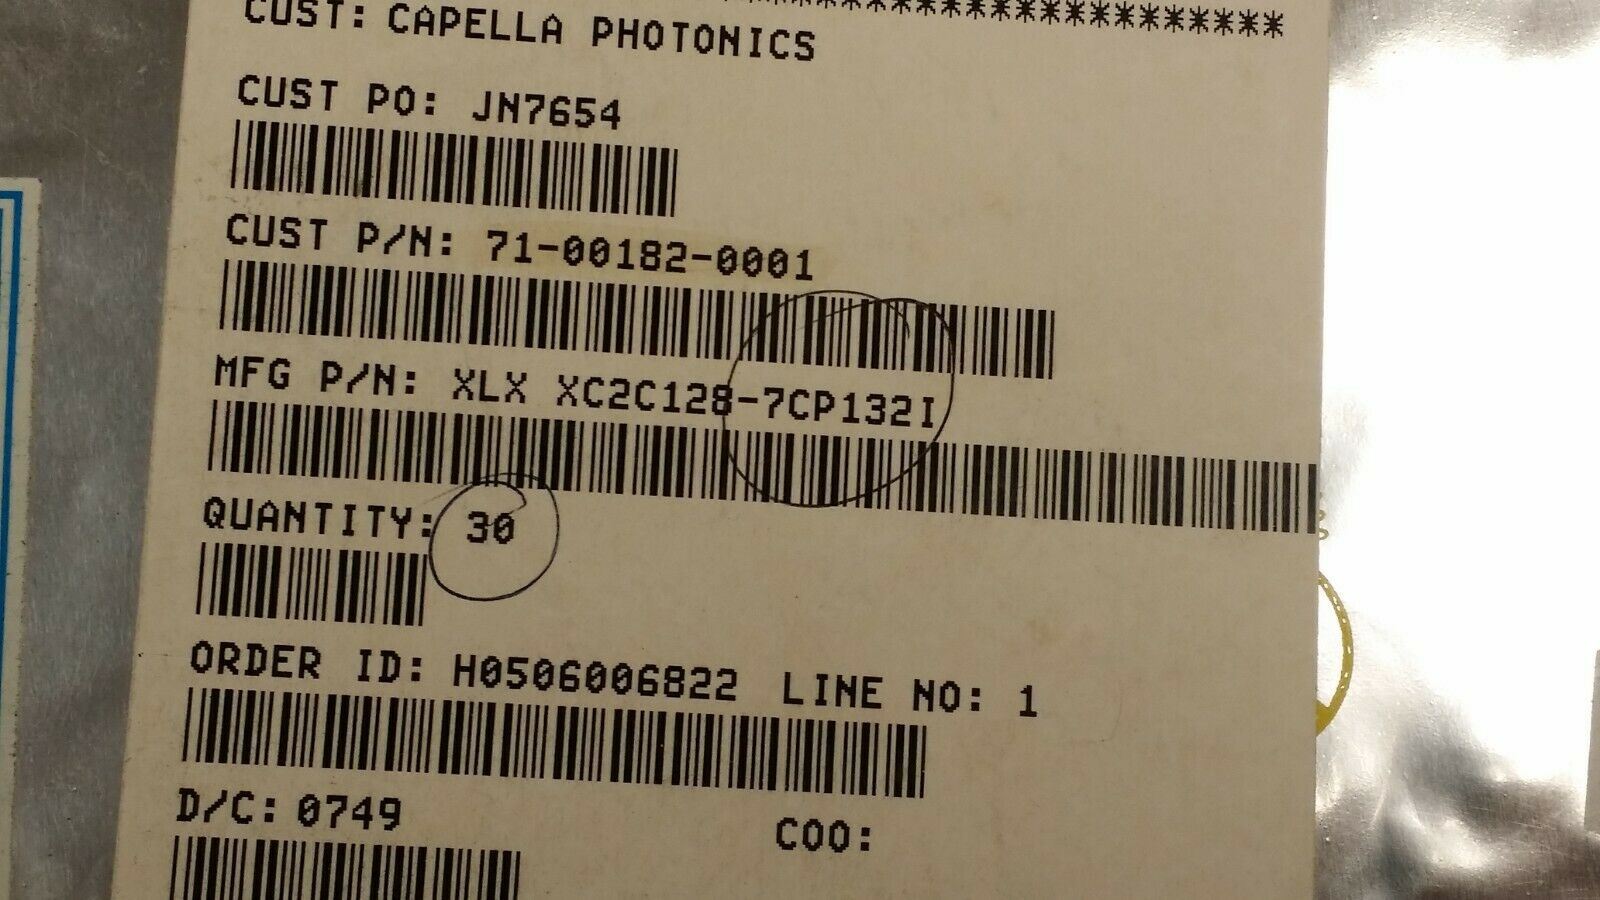 ************************
CUST: CAPELLA PHOTONICS
CUST PO: JN7654
CUST P/N: 71-00182-0001
MFG P/N: XLX XC2C128-7CP132I
QUANTITY: 30
ORDER ID: H0506006822 LINE NO: 1
D/C: 0749 COO: